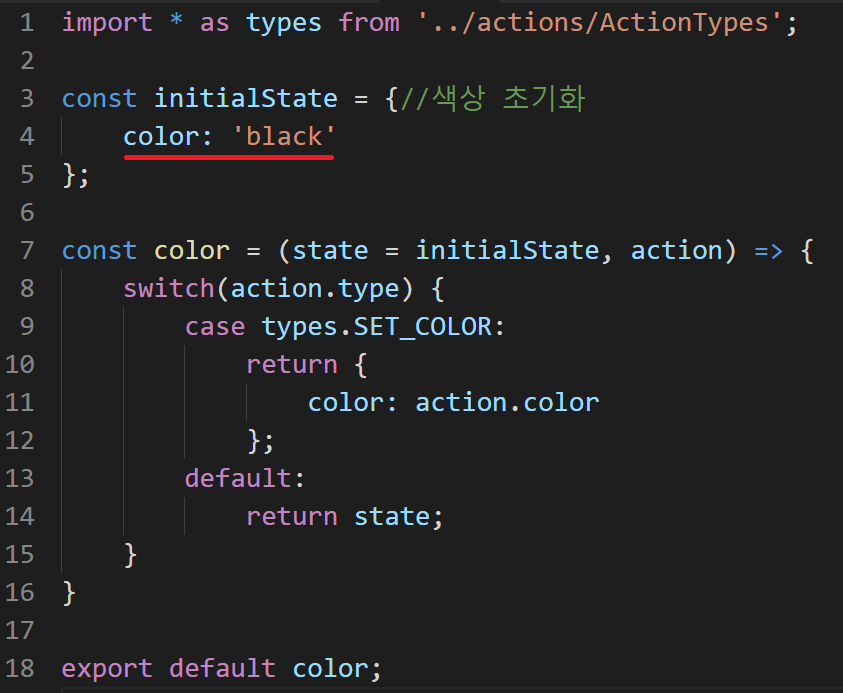 1 import * as types from '../actions/ActionTypes';
2
3 const initialState = {//색상 초기화
4     color: 'black'
5 };
6
7 const color = (state = initialState, action) => {
8     switch(action.type) {
9         case types.SET_COLOR:
10             return {
11                 color: action.color
12             };
13         default:
14             return state;
15     }
16 }
17
18 export default color;